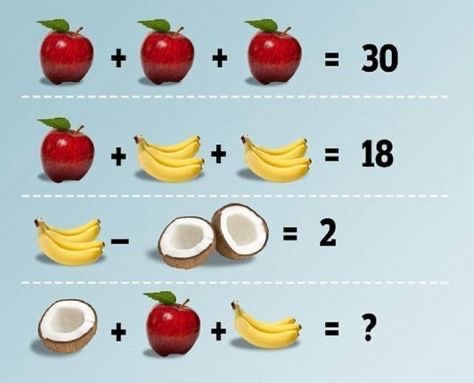 + + = 30
+ + = 18
– = 2
+ + = ?